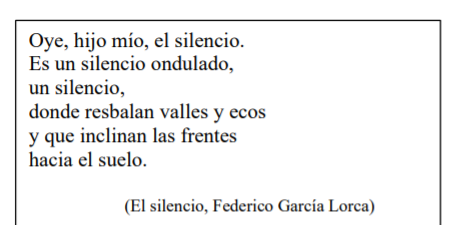 Oye, hijo mío, el silencio.
Es un silencio ondulado,
un silencio,
donde resbalan valles y ecos
y que inclinan las frentes
hacia el suelo.
(El silencio, Federico García Lorca)